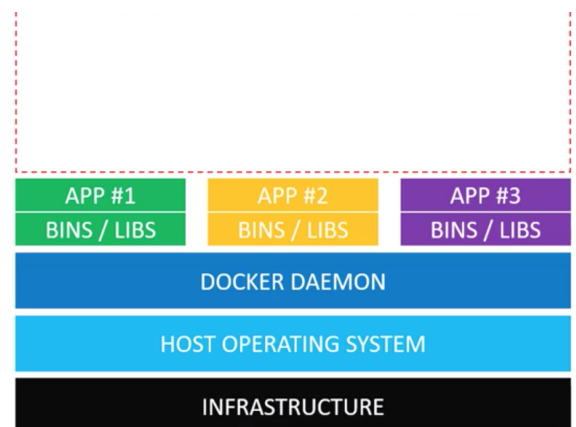 APP #1 APP #2 APP #3
BINS / LIBS BINS / LIBS BINS / LIBS
DOCKER DAEMON
HOST OPERATING SYSTEM
INFRASTRUCTURE